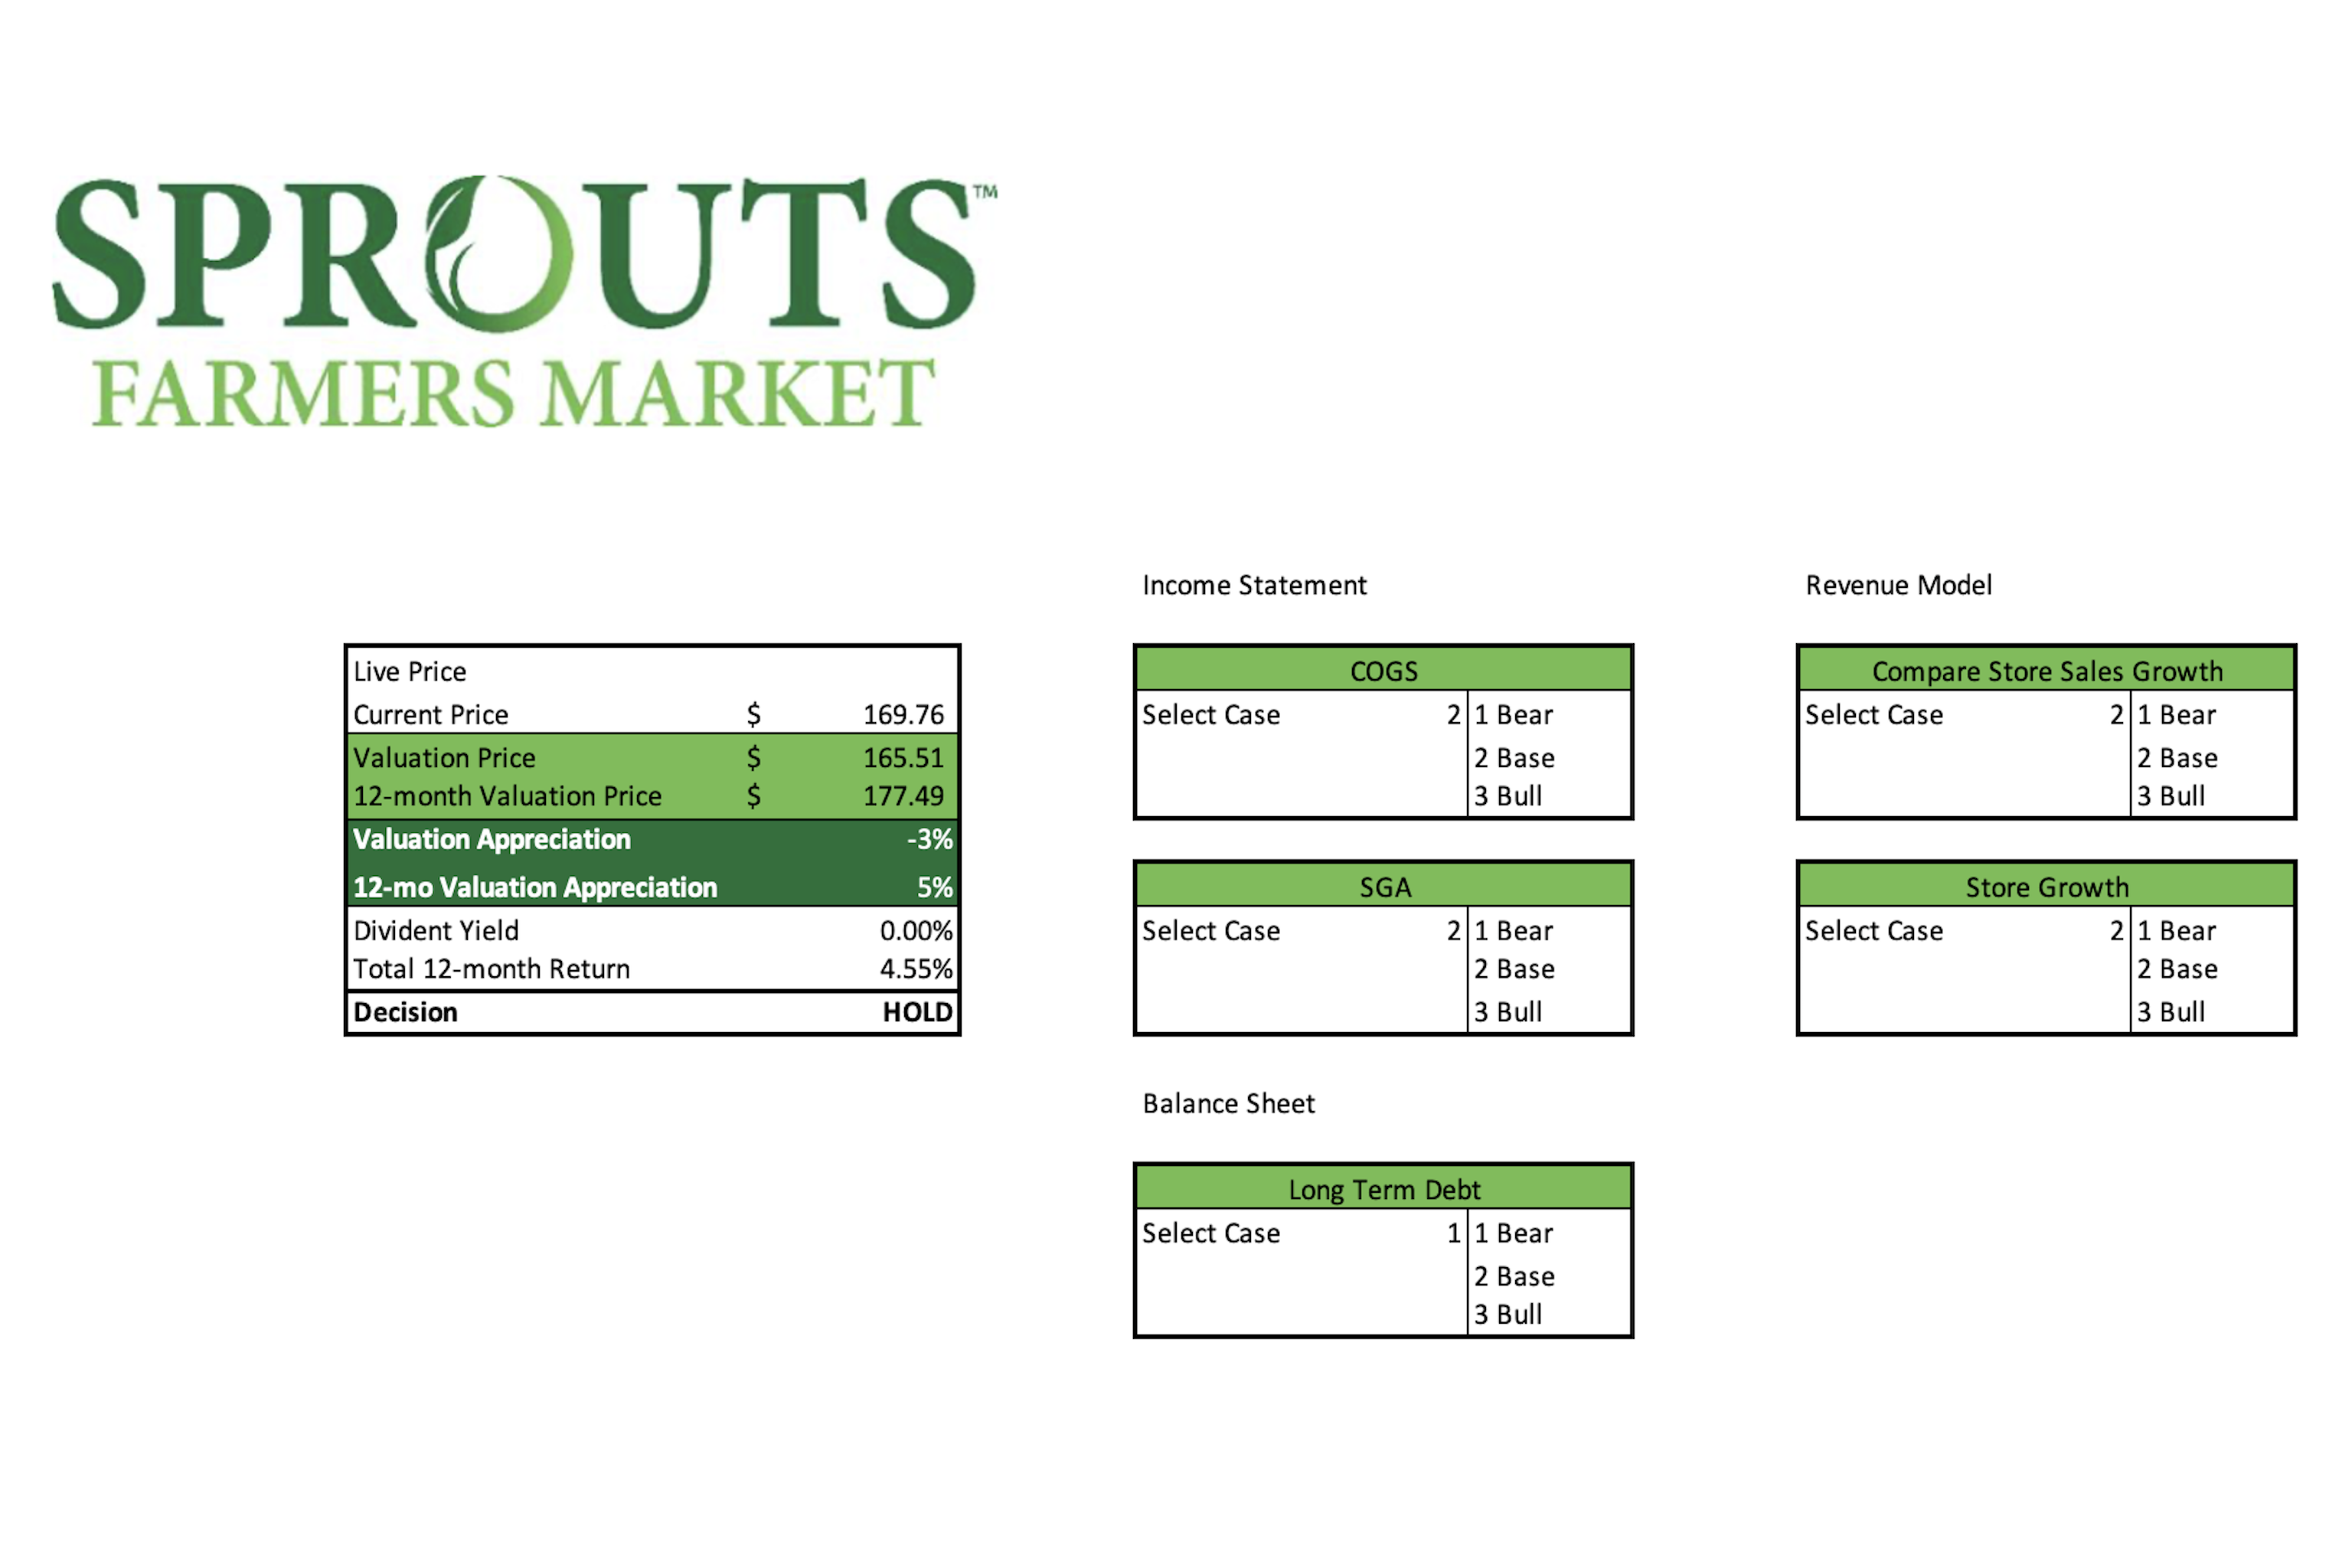 SPROUTS™
FARMERS MARKET
Income Statement
Revenue Model
Live Price
Current Price $ 169.76
Valuation Price $ 165.51
12-month Valuation Price $ 177.49
Valuation Appreciation -3%
12-mo Valuation Appreciation 5%
Divident Yield 0.00%
Total 12-month Return 4.55%
Decision HOLD
COGS
Select Case 2 1 Bear
2 Base
3 Bull
SGA
Select Case 2 1 Bear
2 Base
3 Bull
Compare Store Sales Growth
Select Case 2 1 Bear
2 Base
3 Bull
Store Growth
Select Case 2 1 Bear
2 Base
3 Bull
Balance Sheet
Long Term Debt
Select Case 1 1 Bear
2 Base
3 Bull